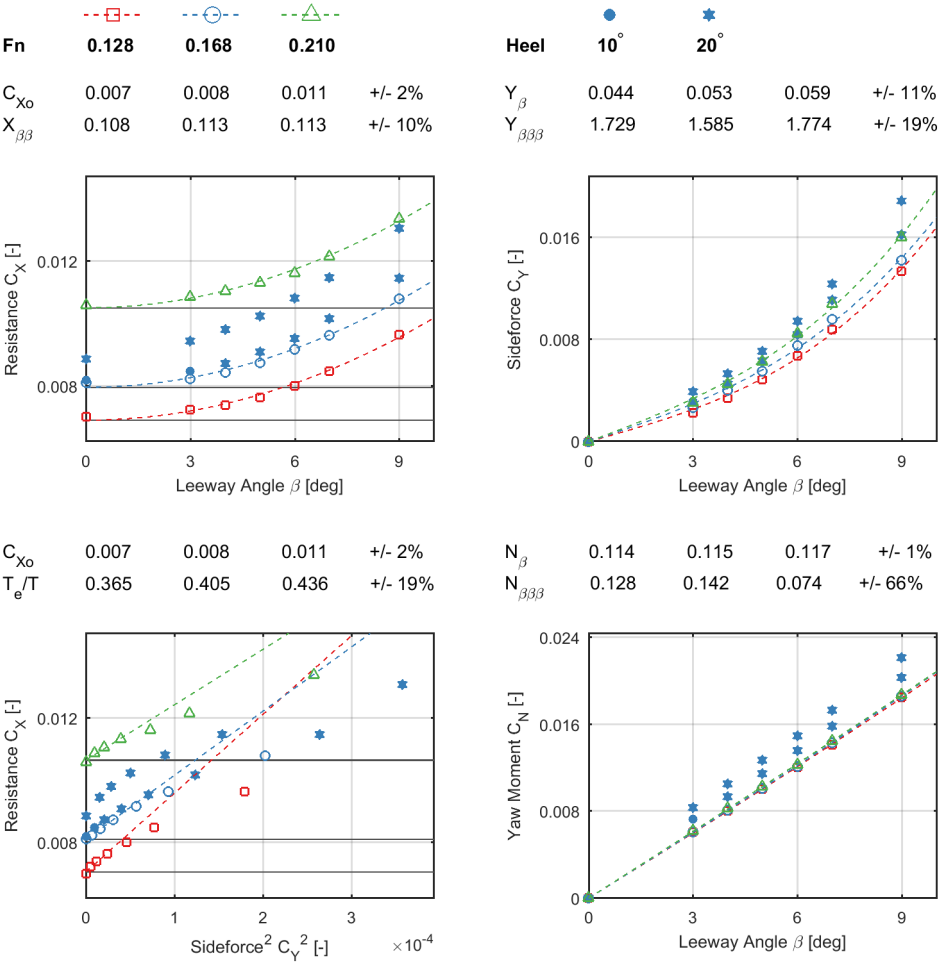 Fn 0.128 0.168 0.210
C_Xo 0.007 0.008 0.011 +/- 2%
X_βββ 0.108 0.113 0.113 +/- 10%
Heel 10° 20°
Y_β 0.044 0.053 0.059 +/- 11%
Y_βββ 1.729 1.585 1.774 +/- 19%
Resistance C_X [-]
0.012
0.008
0 3 6 9
Leeway Angle β [deg]
Sideforce C_Y [-]
0.016
0.008
0
0 3 6 9
Leeway Angle β [deg]
C_Xo 0.007 0.008 0.011 +/- 2%
T_e/T 0.365 0.405 0.436 +/- 19%
N_β 0.114 0.115 0.117 +/- 1%
N_βββ 0.128 0.142 0.074 +/- 66%
Resistance C_X [-]
0.012
0.008
0 1 2 3
Sideforce² C_Y² [-] ×10⁻⁴
Yaw Moment C_N [-]
0.024
0.016
0.008
0
0 3 6 9
Leeway Angle β [deg]